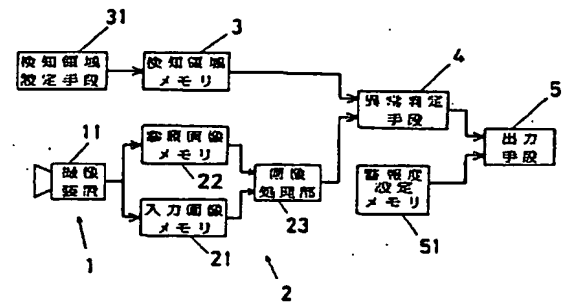 31
3
検知領域
設定手段
検知領域
メモリ
4
異常判定
手段
5
出力
手段
11
撮像
装置
参照画像
メモリ
22
入力画像
メモリ
21
画像
処理部
23
警報度
設定
メモリ
51
1
2